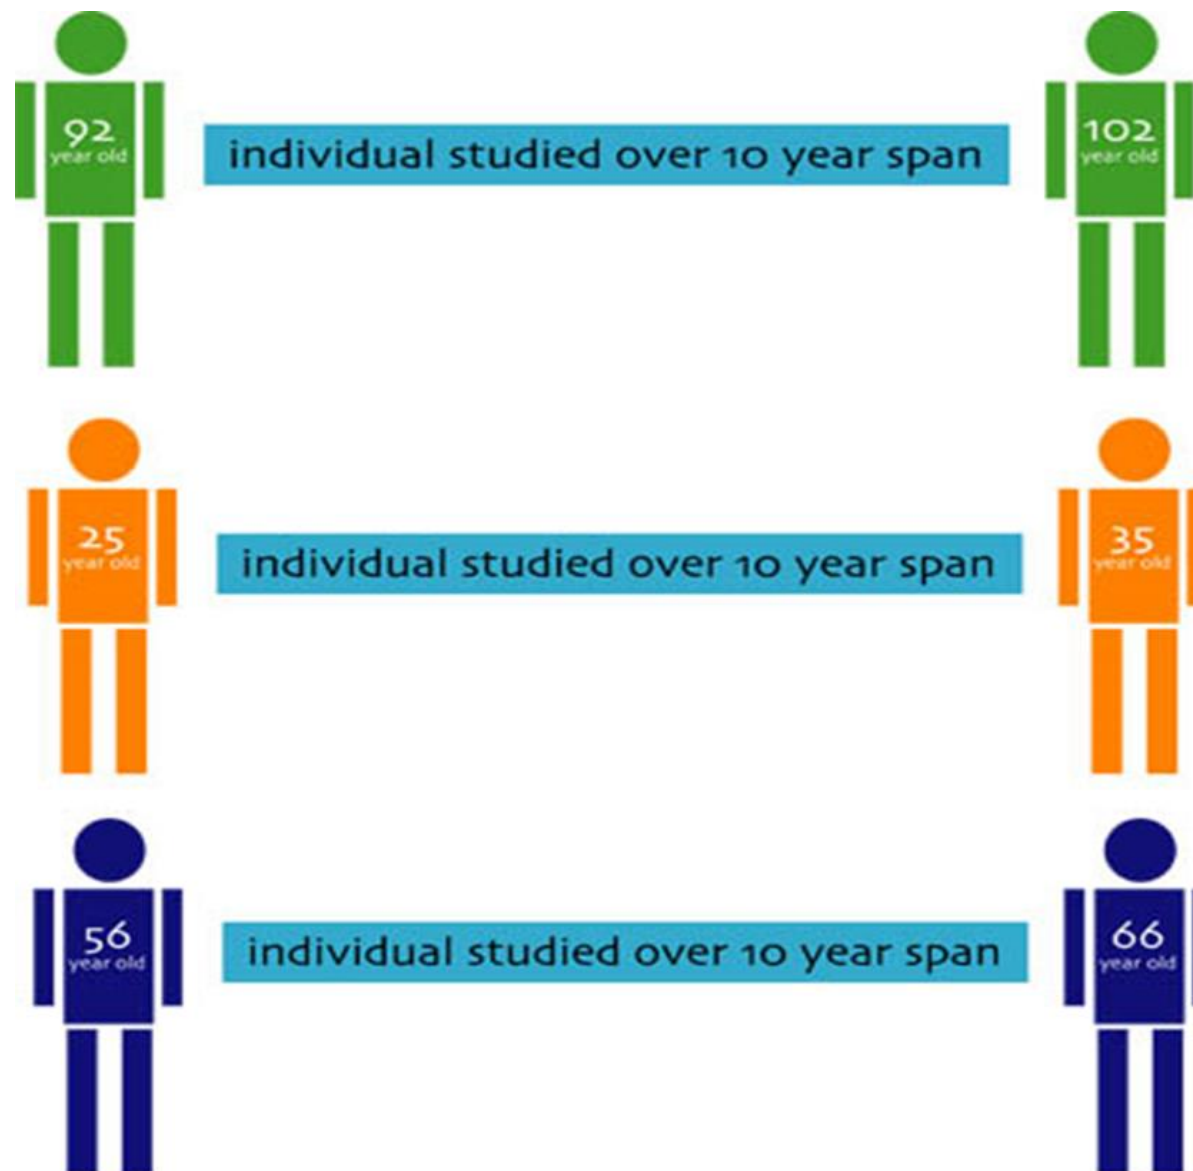 92
year old
individual studied over 10 year span
102
year old
25
year old
individual studied over 10 year span
35
year old
56
year old
individual studied over 10 year span
66
year old